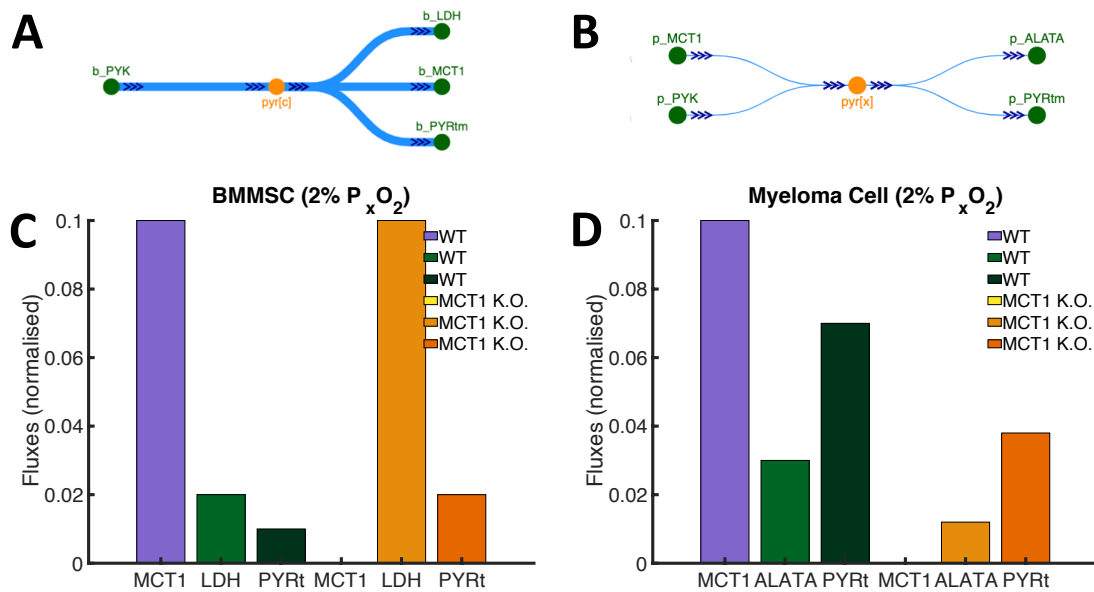 A
b_LDH
b_PYK
b_MCT1
pyr[c]
b_PYRtm
B
p_MCT1
p_ALATA
p_PYK
pyr[x]
p_PYRtm
C
BMMSC (2% PxO2)
Fluxes (normalised)
0.1
0.08
0.06
0.04
0.02
0
WT
WT
WT
MCT1 K.O.
MCT1 K.O.
MCT1 K.O.
MCT1 LDH PYRt MCT1 LDH PYRt
D
Myeloma Cell (2% PxO2)
Fluxes (normalised)
0.1
0.08
0.06
0.04
0.02
0
WT
WT
WT
MCT1 K.O.
MCT1 K.O.
MCT1 K.O.
MCT1 ALATA PYRt MCT1 ALATA PYRt